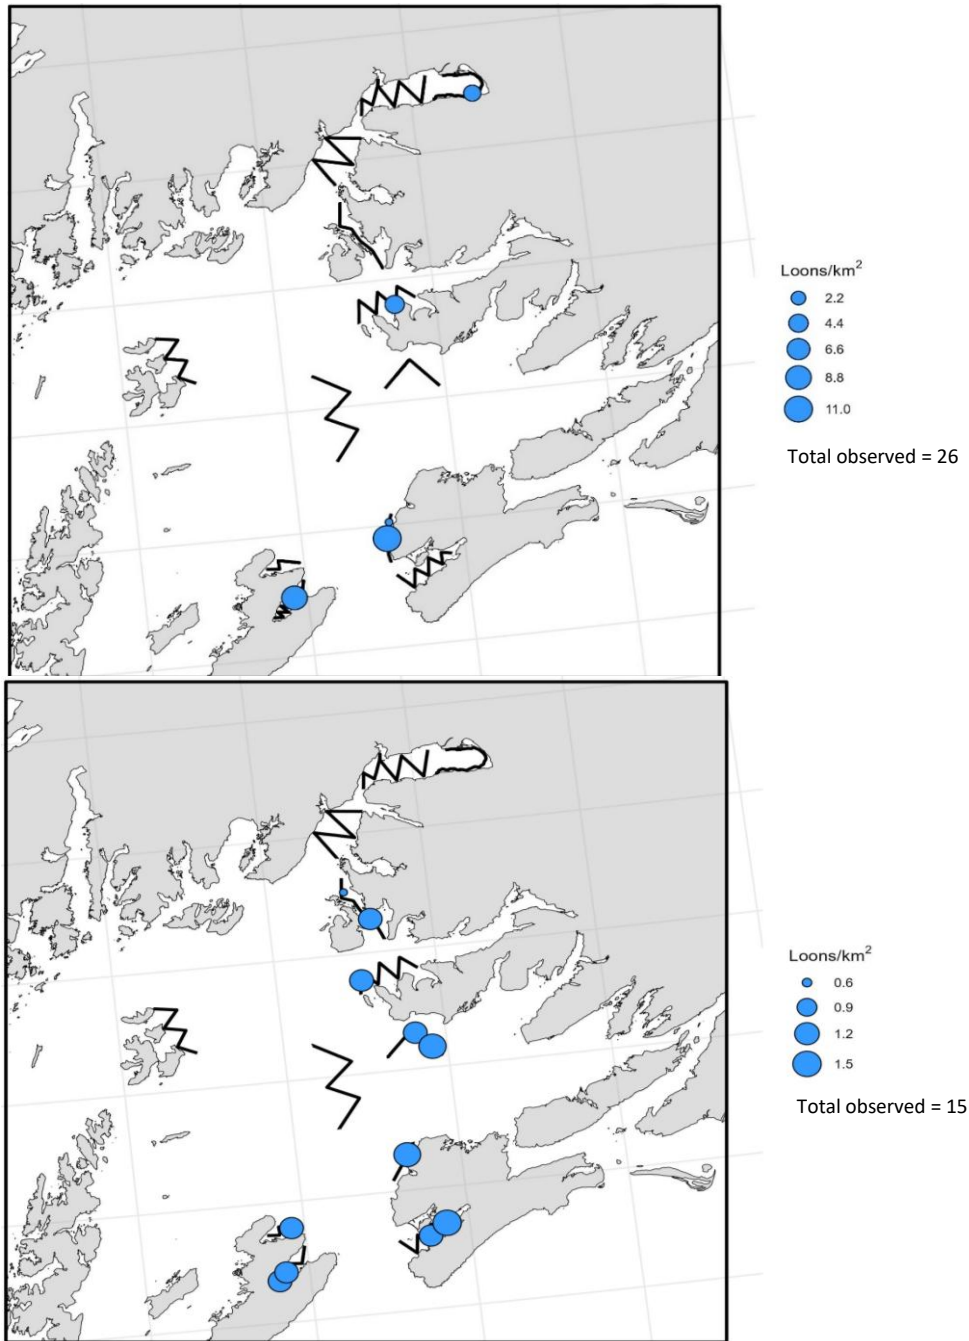 Loons/km²
2.2
4.4
6.6
8.8
11.0
Total observed = 26
Loons/km²
0.6
0.9
1.2
1.5
Total observed = 15